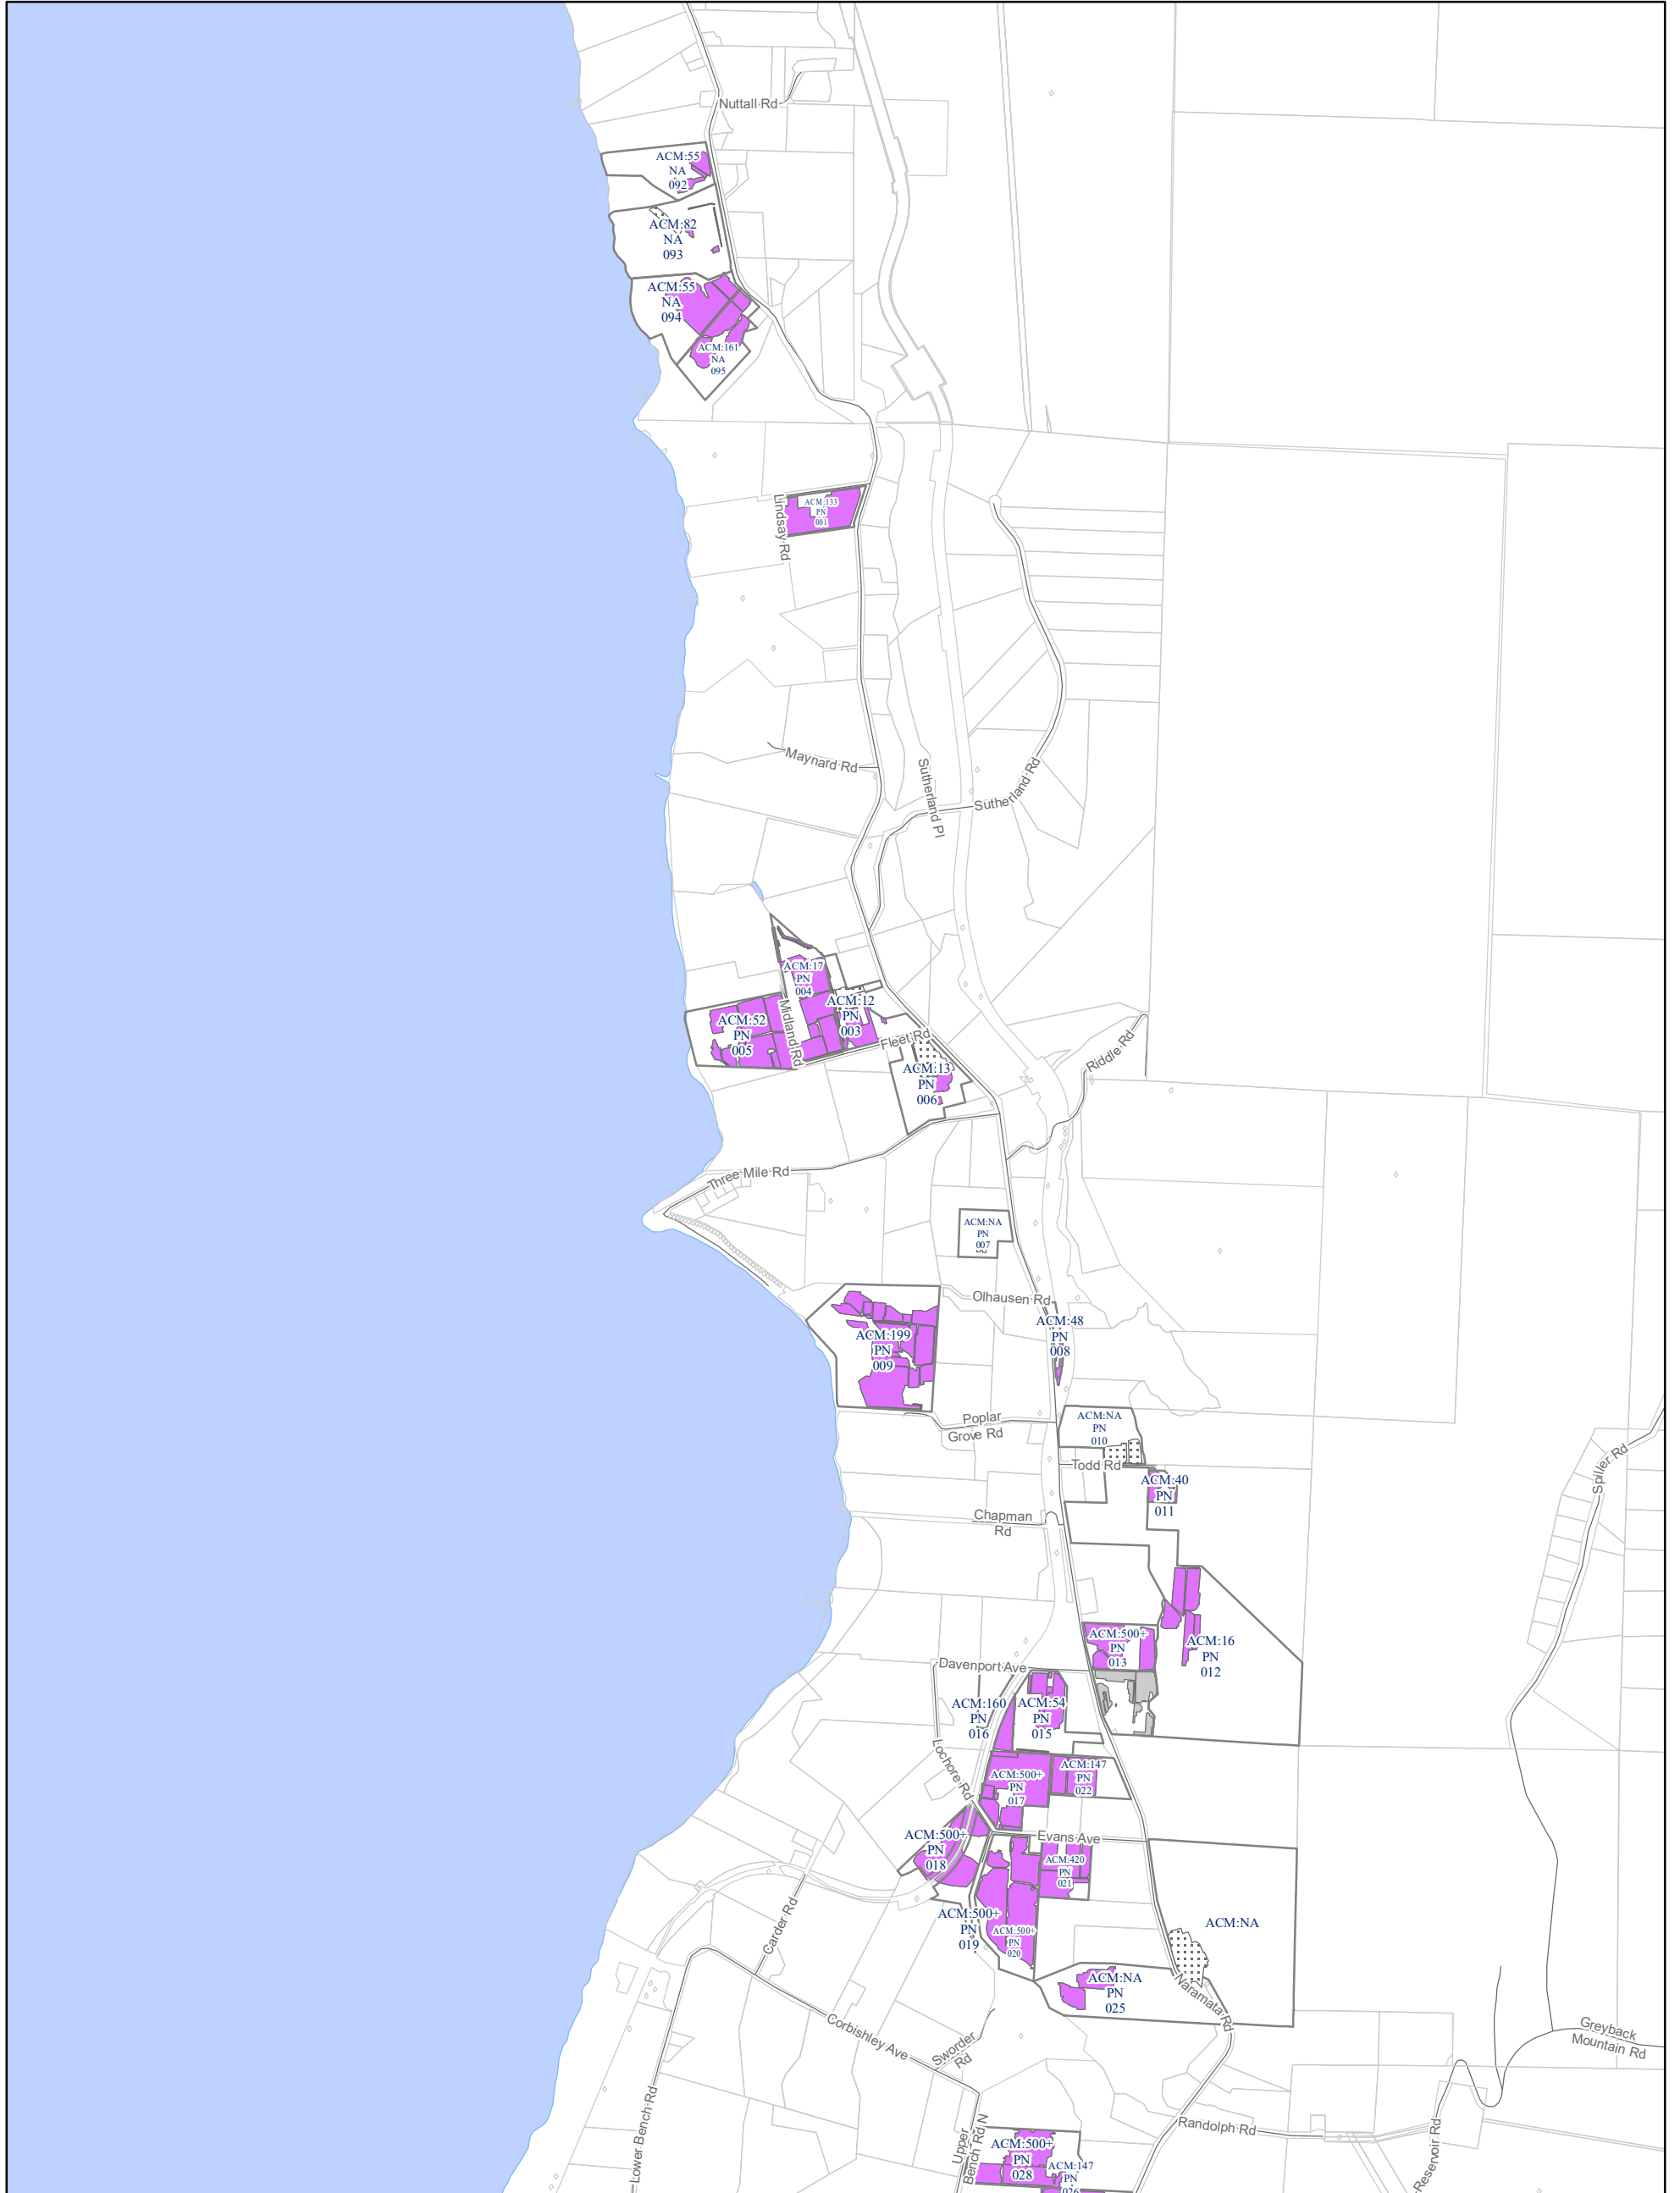 Nuttall Rd
ACM:55
NA
092
ACM:82
NA
093
ACM:55
NA
094
ACM:161
NA
095
Lindsay Rd
ACM:133
PN
001
Maynard Rd
Sutherland Pl
Sutherland Rd
ACM:17
PN
004
ACM:12
PN
003
ACM:52
PN
005
Midland Rd
Fleet Rd
ACM:13
PN
006
Riddle Rd
Three Mile Rd
ACM:NA
PN
007
Olhausen Rd
ACM:48
PN
008
ACM:199
PN
009
Poplar
Grove Rd
ACM:NA
PN
010
Todd Rd
ACM:40
PN
011
Spiller Rd
Chapman
Rd
ACM:500+
PN
013
ACM:16
PN
012
Davenport Ave
ACM:160
PN
016
ACM:54
PN
015
Lochore Rd
ACM:500+
PN
017
ACM:147
PN
022
ACM:500+
PN
018
Evans Ave
ACM:420
PN
021
ACM:500+
PN
019
ACM:500+
PN
020
ACM:NA
Carder Rd
ACM:NA
PN
025
Naramata Rd
Corbishley Ave
Sworder
Rd
Greyback
Mountain Rd
Lower Bench Rd
Upper
Bench Rd N
Randolph Rd
Reservoir Rd
ACM:500+
PN
028
ACM:147
PN
026